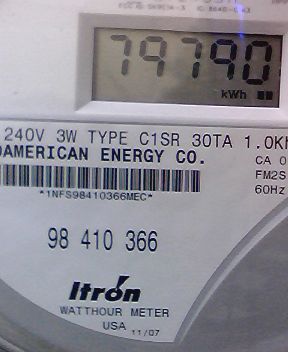 79790
kWh
240V 3W TYPE C1SR 30TA 1.0Kh
AMERICAN ENERGY CO.
CA 0
FM2S
60Hz
*1NFS98410366MEC*
98 410 366
Itron
WATTHOUR METER
USA 11/07